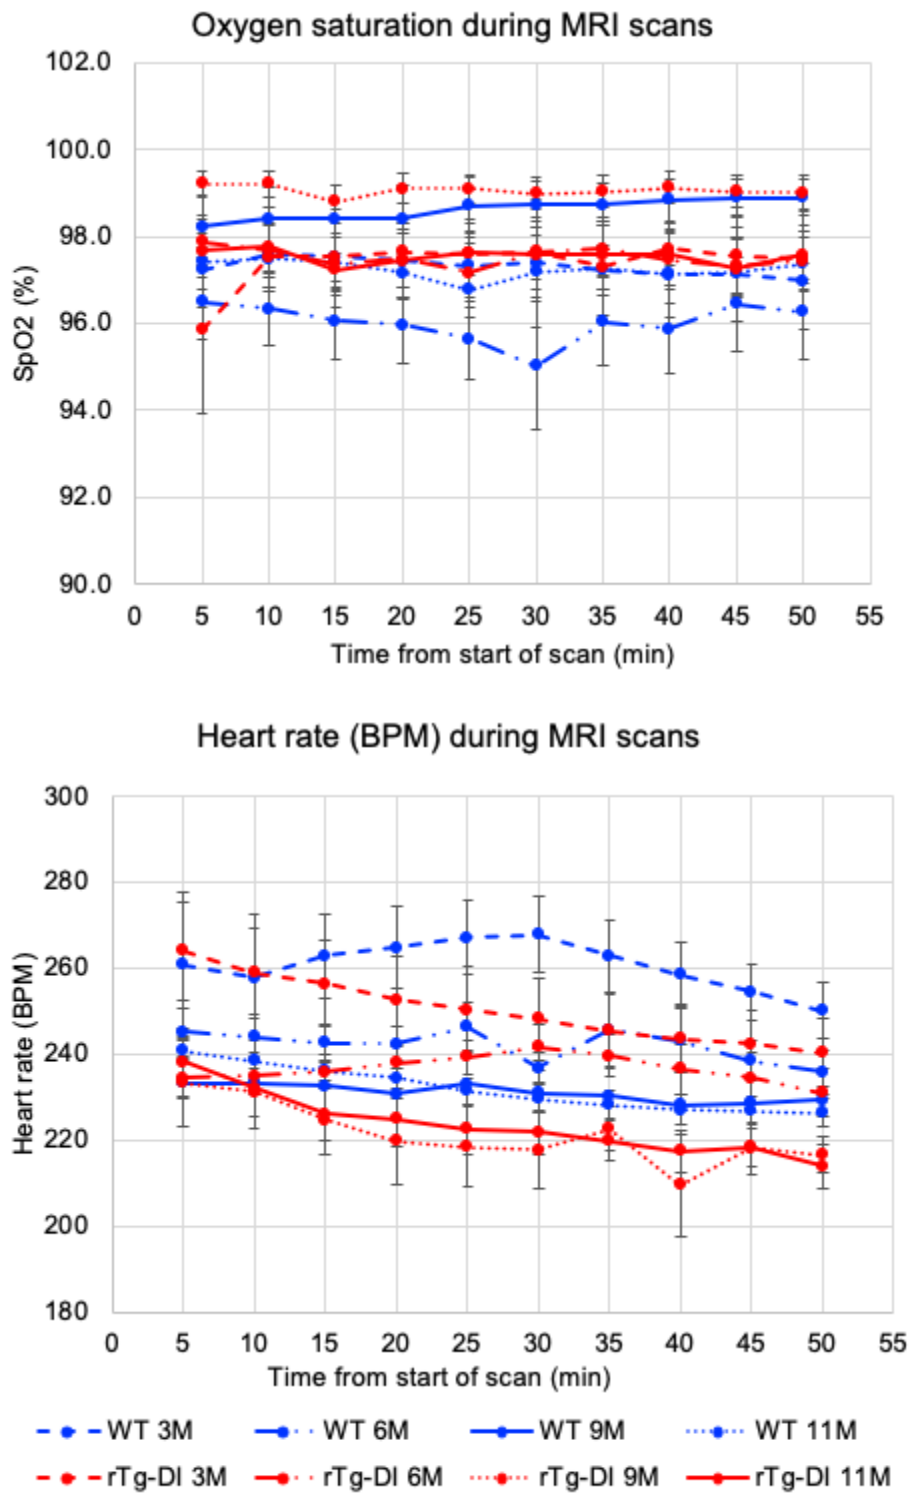 Oxygen saturation during MRI scans
102.0
100.0
98.0
96.0
94.0
92.0
90.0
SpO2 (%)
0 5 10 15 20 25 30 35 40 45 50 55
Time from start of scan (min)
Heart rate (BPM) during MRI scans
300
280
260
240
220
200
180
Heart rate (BPM)
0 5 10 15 20 25 30 35 40 45 50 55
Time from start of scan (min)
WT 3M WT 6M WT 9M WT 11M
rTg-DI 3M rTg-DI 6M rTg-DI 9M rTg-DI 11M